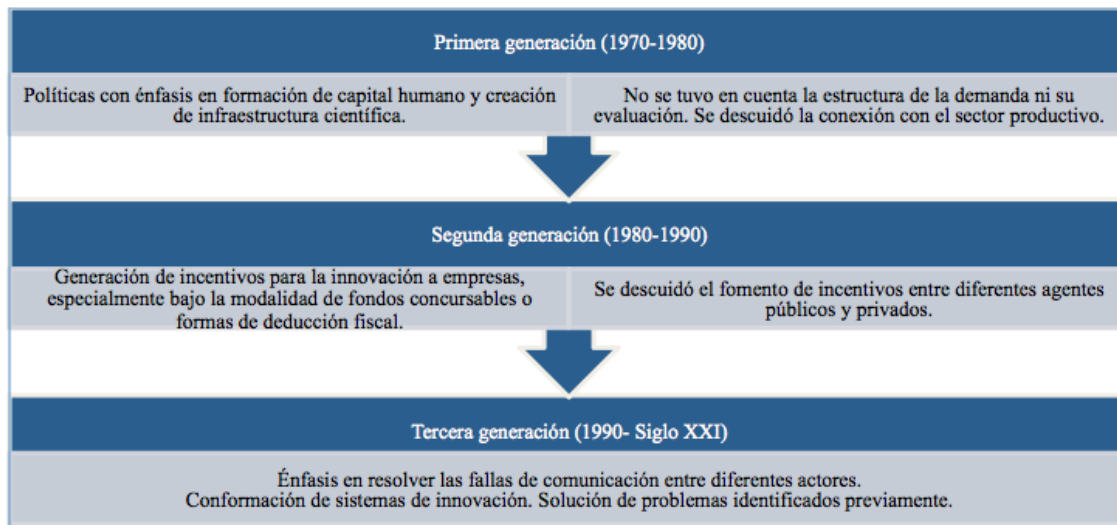 Primera generación (1970-1980)
Políticas con énfasis en formación de capital humano y creación
de infraestructura científica.
No se tuvo en cuenta la estructura de la demanda ni su
evaluación. Se descuidó la conexión con el sector productivo.
Segunda generación (1980-1990)
Generación de incentivos para la innovación a empresas,
especialmente bajo la modalidad de fondos concursables o
formas de deducción fiscal.
Se descuidó el fomento de incentivos entre diferentes agentes
públicos y privados.
Tercera generación (1990- Siglo XXI)
Énfasis en resolver las fallas de comunicación entre diferentes actores.
Conformación de sistemas de innovación. Solución de problemas identificados previamente.